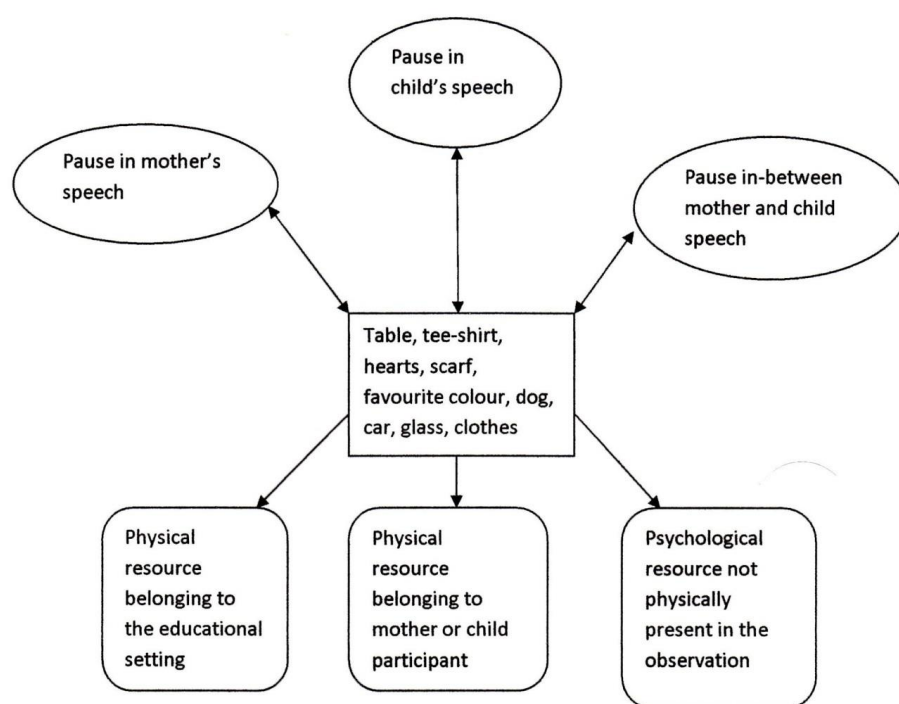 Pause in
child's speech
Pause in mother's
speech
Pause in-between
mother and child
speech
Table, tee-shirt,
hearts, scarf,
favourite colour, dog,
car, glass, clothes
Physical
resource
belonging to
the educational
setting
Physical
resource
belonging to
mother or child
participant
Psychological
resource not
physically
present in the
observation